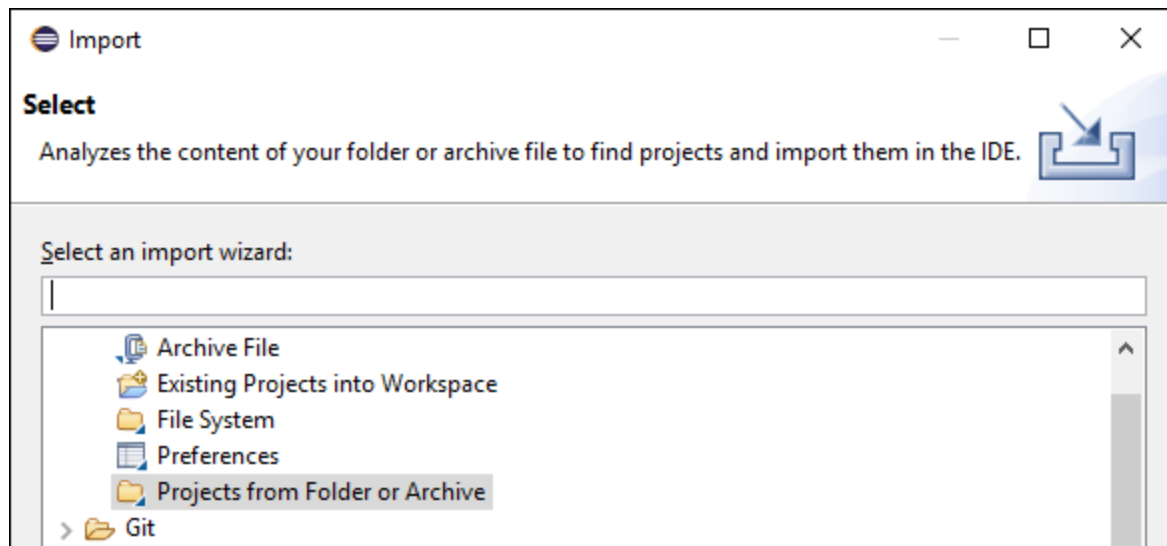 Import
Select
Analyzes the content of your folder or archive file to find projects and import them in the IDE.
Select an import wizard:
Archive File
Existing Projects into Workspace
File System
Preferences
Projects from Folder or Archive
Git